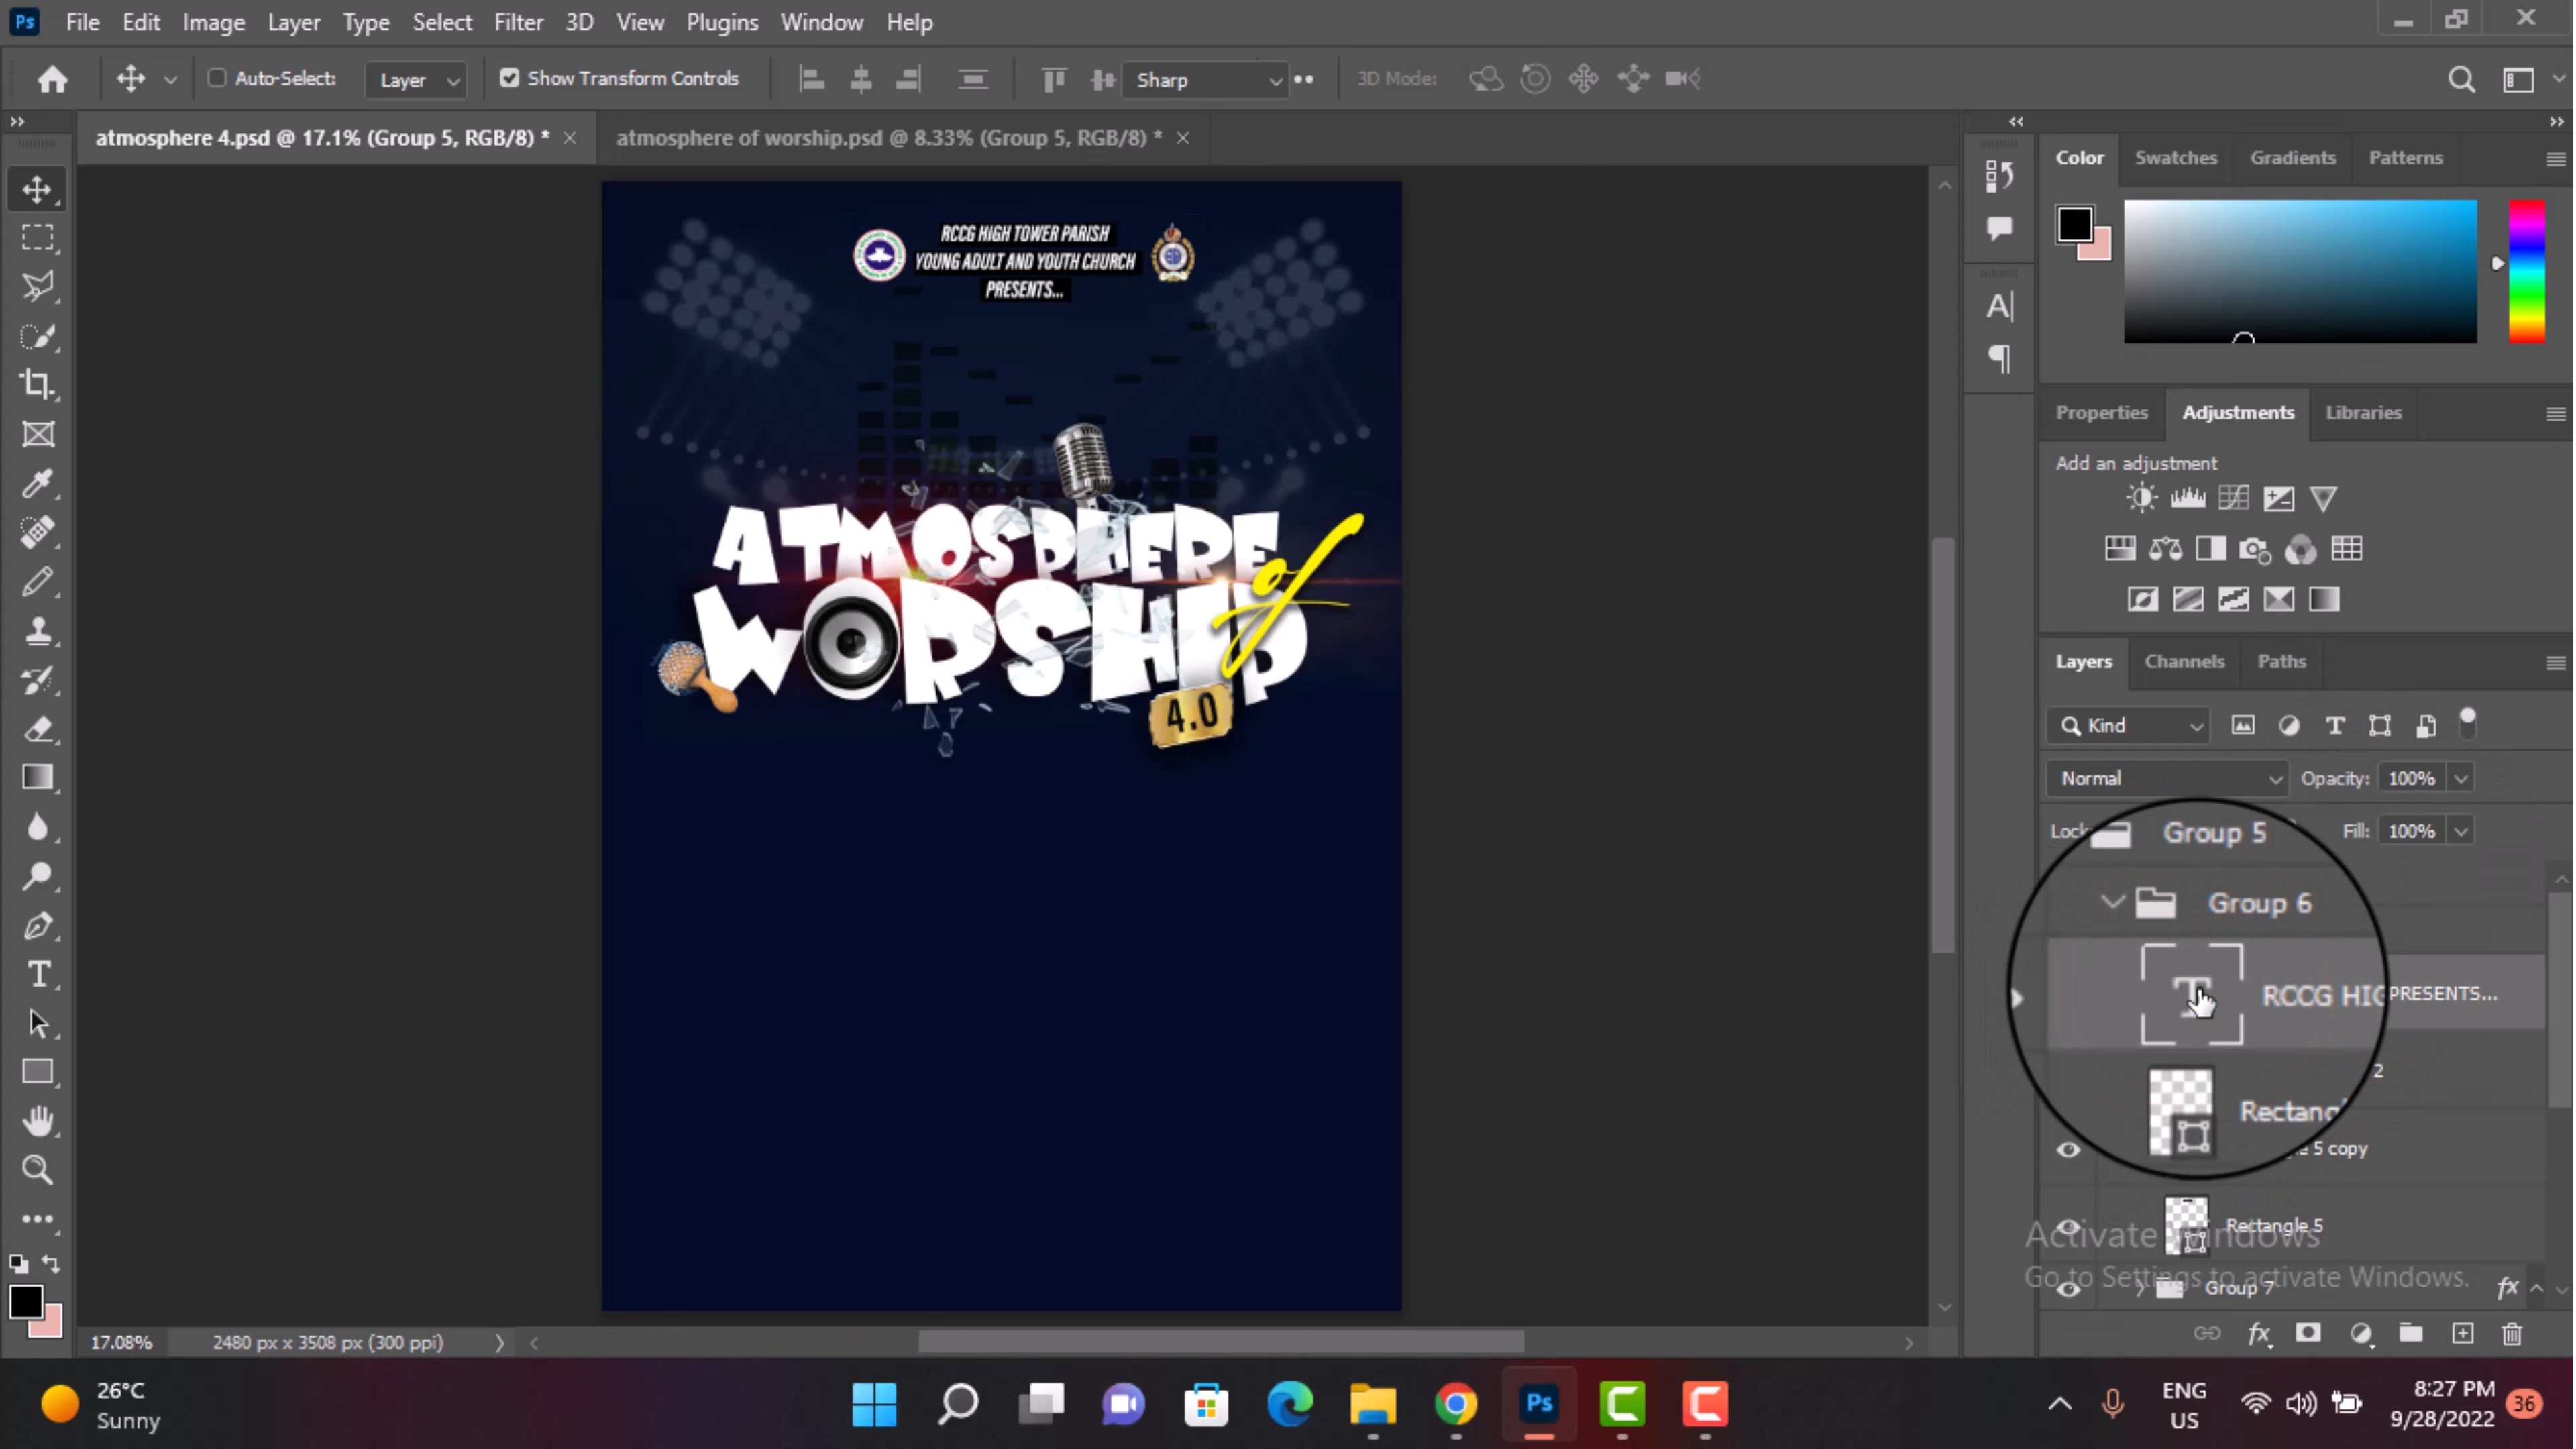 Ps File Edit Image Layer Type Select Filter 3D View Plugins Window Help
Auto-Select: Layer Show Transform Controls Sharp 3D Mode:
atmosphere 4.psd @ 17.1% (Group 5, RGB/8) * atmosphere of worship.psd @ 8.33% (Group 5, RGB/8) *
Color Swatches Gradients Patterns
RCCG HIGH TOWER PARISH
YOUNG ADULT AND YOUTH CHURCH
PRESENTS...
ATMOSPHERE
of
WORSHIP
4.0
Properties Adjustments Libraries
Add an adjustment
Layers Channels Paths
Kind
Normal Opacity: 100%
Lock Fill: 100%
Group 5
Group 6
RCCG HIG PRESENTS...
2
Rectangl
5 copy
Rectangle 5
Group 7 fx
Activate Windows
Go to Settings to activate Windows.
17.08% 2480 px x 3508 px (300 ppi)
26°C
Sunny
Ps
ENG
US
8:27 PM
9/28/2022
36